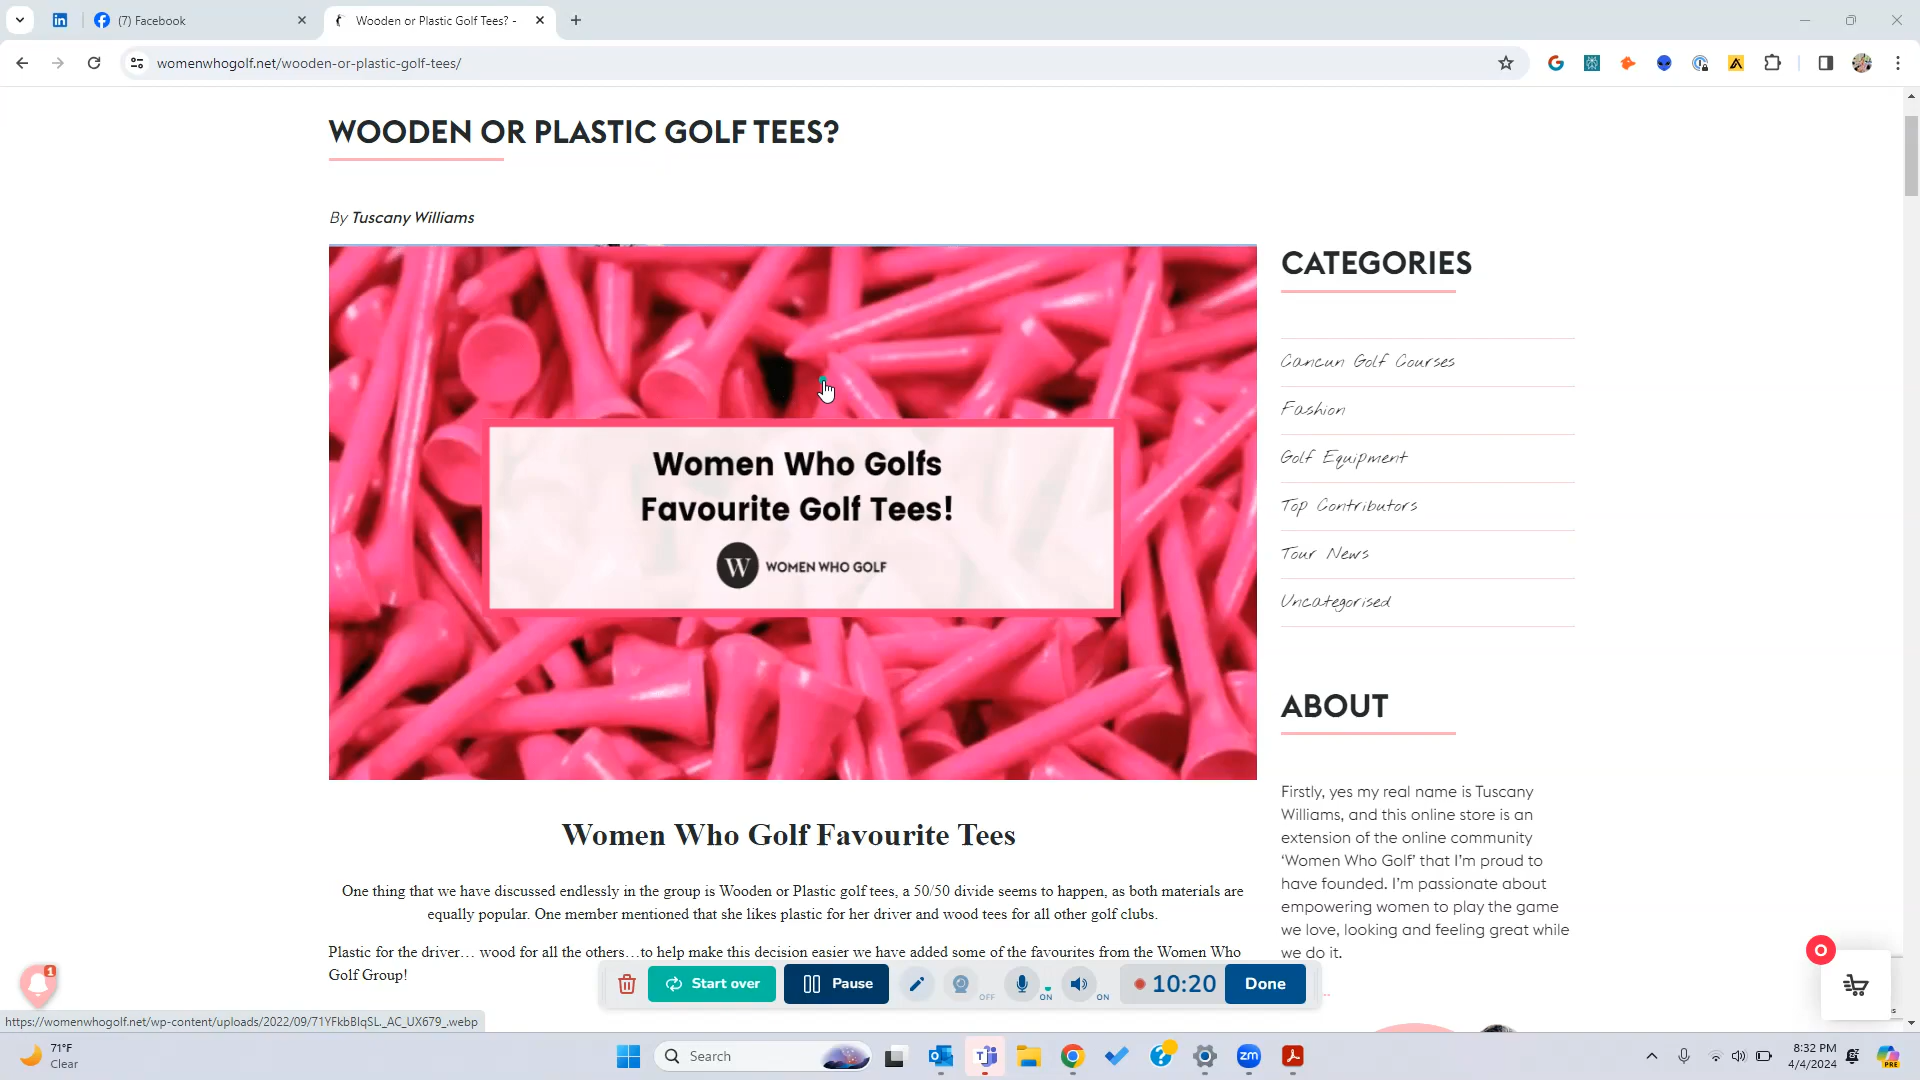 (7) Facebook
Wooden or Plastic Golf Tees? -
womenwhogolf.net/wooden-or-plastic-golf-tees/
WOODEN OR PLASTIC GOLF TEES?
By Tuscany Williams
Women Who Golfs
Favourite Golf Tees!
W WOMEN WHO GOLF
Women Who Golf Favourite Tees
One thing that we have discussed endlessly in the group is Wooden or Plastic golf tees, a 50/50 divide seems to happen, as both materials are
equally popular. One member mentioned that she likes plastic for her driver and wood tees for all other golf clubs.
Plastic for the driver… wood for all the others…to help make this decision easier we have added some of the favourites from the Women Who
Golf Group!
CATEGORIES
Cancun Golf Courses
Fashion
Golf Equipment
Top Contributors
Tour News
Uncategorised
ABOUT
Firstly, yes my real name is Tuscany
Williams, and this online store is an
extension of the online community
‘Women Who Golf’ that I’m proud to
have founded. I’m passionate about
empowering women to play the game
we love, looking and feeling great while
we do it.
0
1
Start over
Pause
OFF
ON
ON
10:20
Done
https://womenwhogolf.net/wp-content/uploads/2022/09/71YFkbBIqSL._AC_UX679_.webp
71°F
Clear
Search
zm
PRE
8:32 PM
4/4/2024